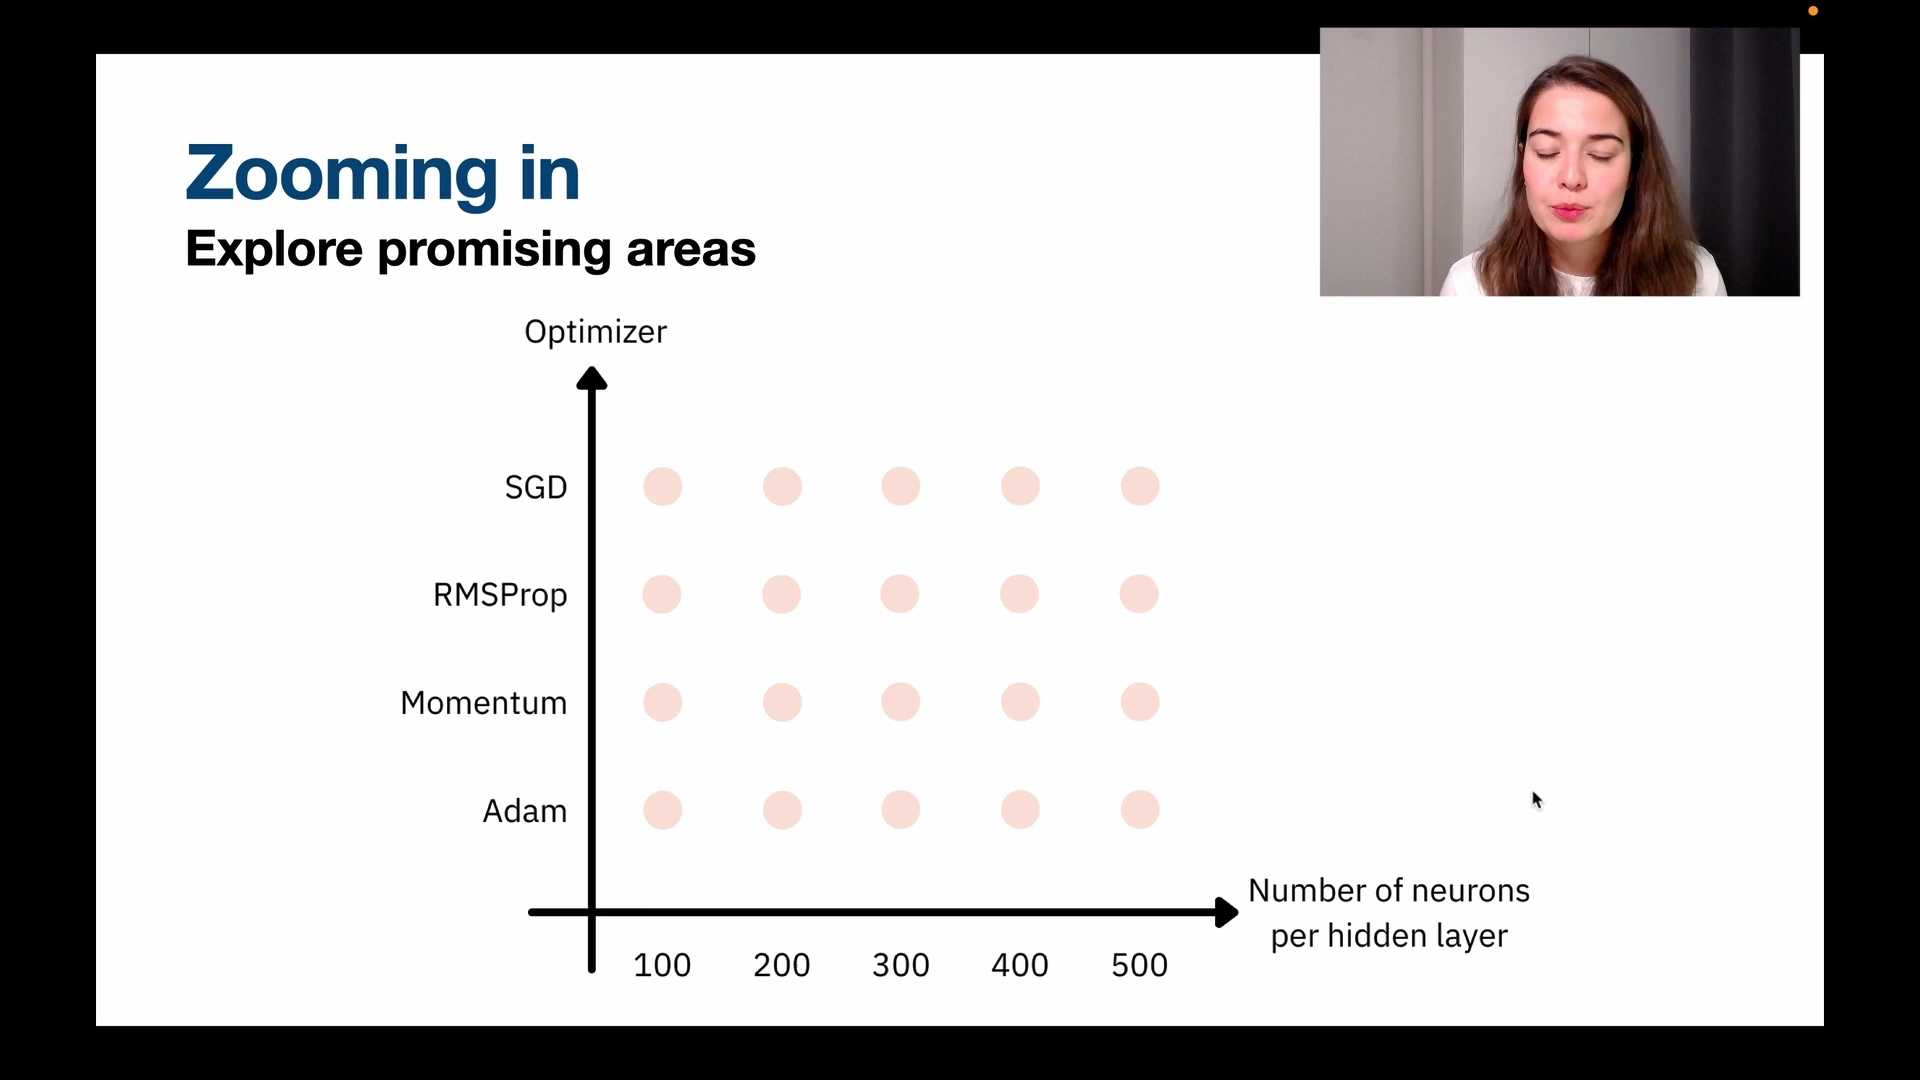 Zooming in
Explore promising areas
Optimizer
SGD
RMSProp
Momentum
Adam
Number of neurons
per hidden layer
100 200 300 400 500